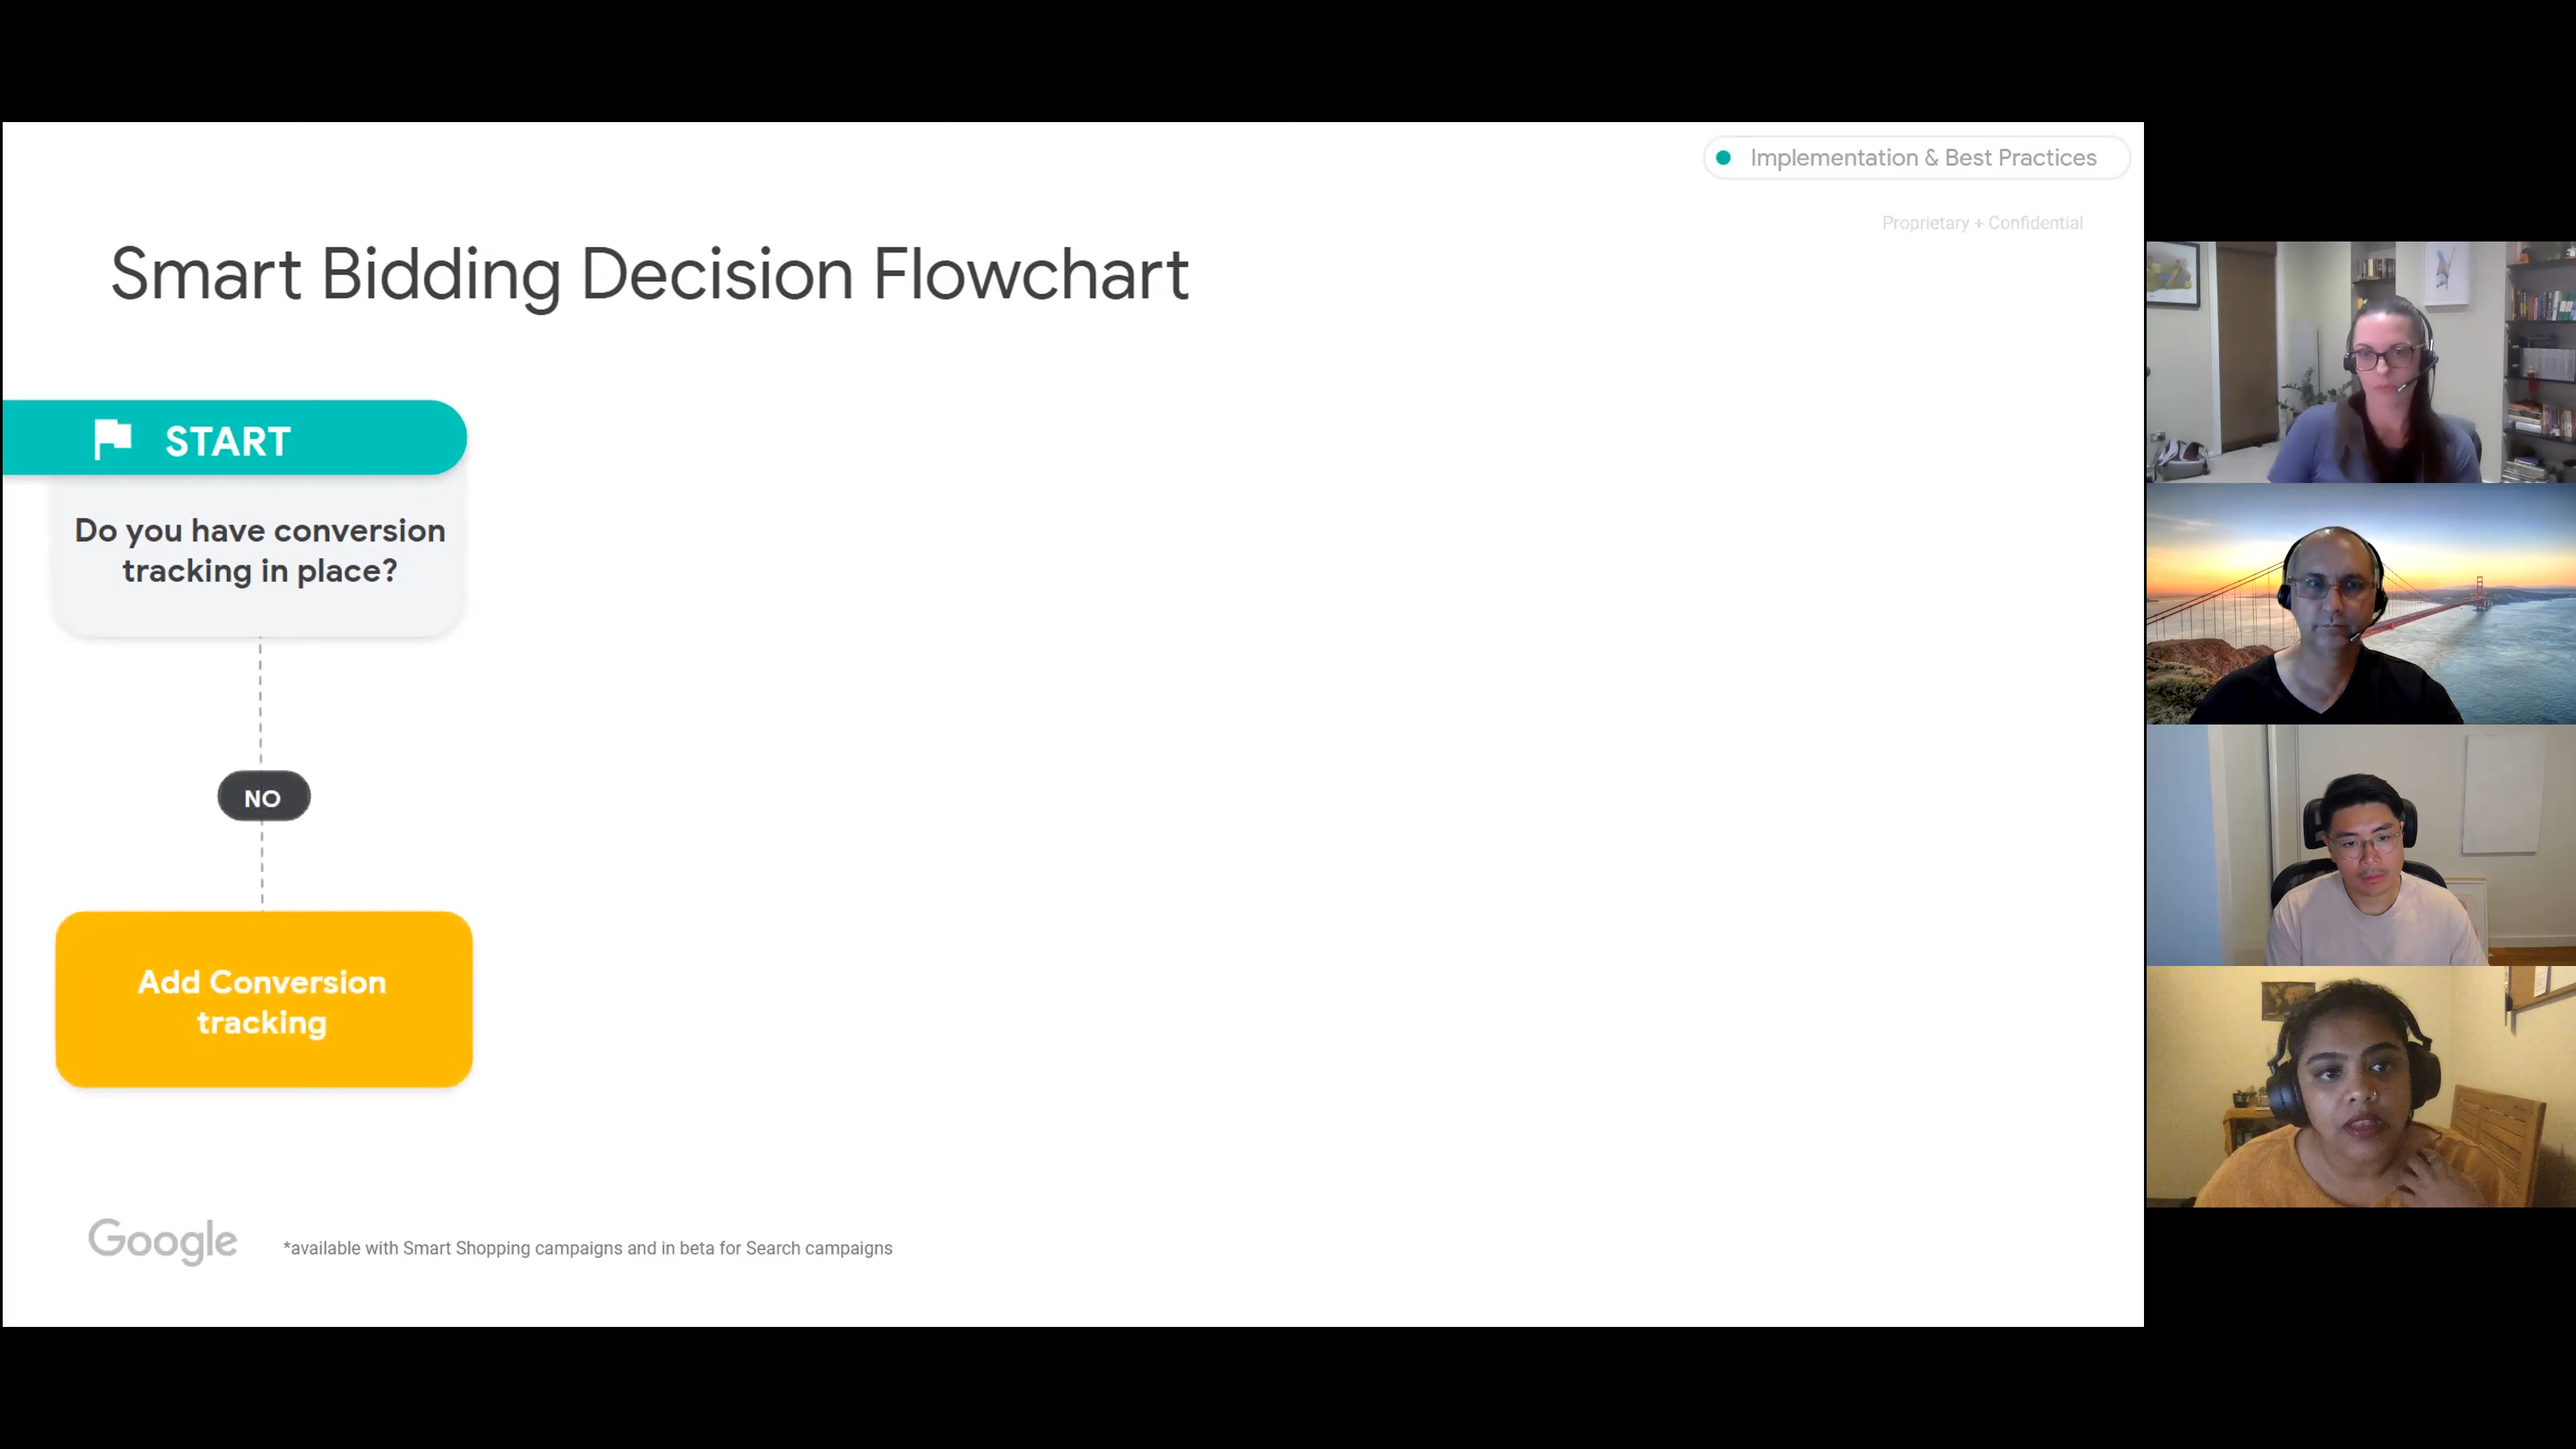 Implementation & Best Practices
Proprietary + Confidential
Smart Bidding Decision Flowchart
START
Do you have conversion
tracking in place?
NO
Add Conversion
tracking
Google
*available with Smart Shopping campaigns and in beta for Search campaigns